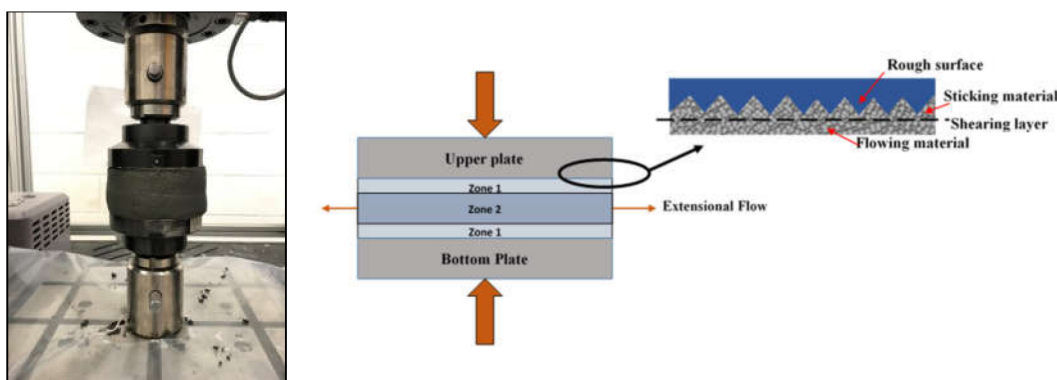 Rough surface
Sticking material
Shearing layer
Flowing material
Upper plate
Zone 1
Zone 2
Extensional Flow
Zone 1
Bottom Plate